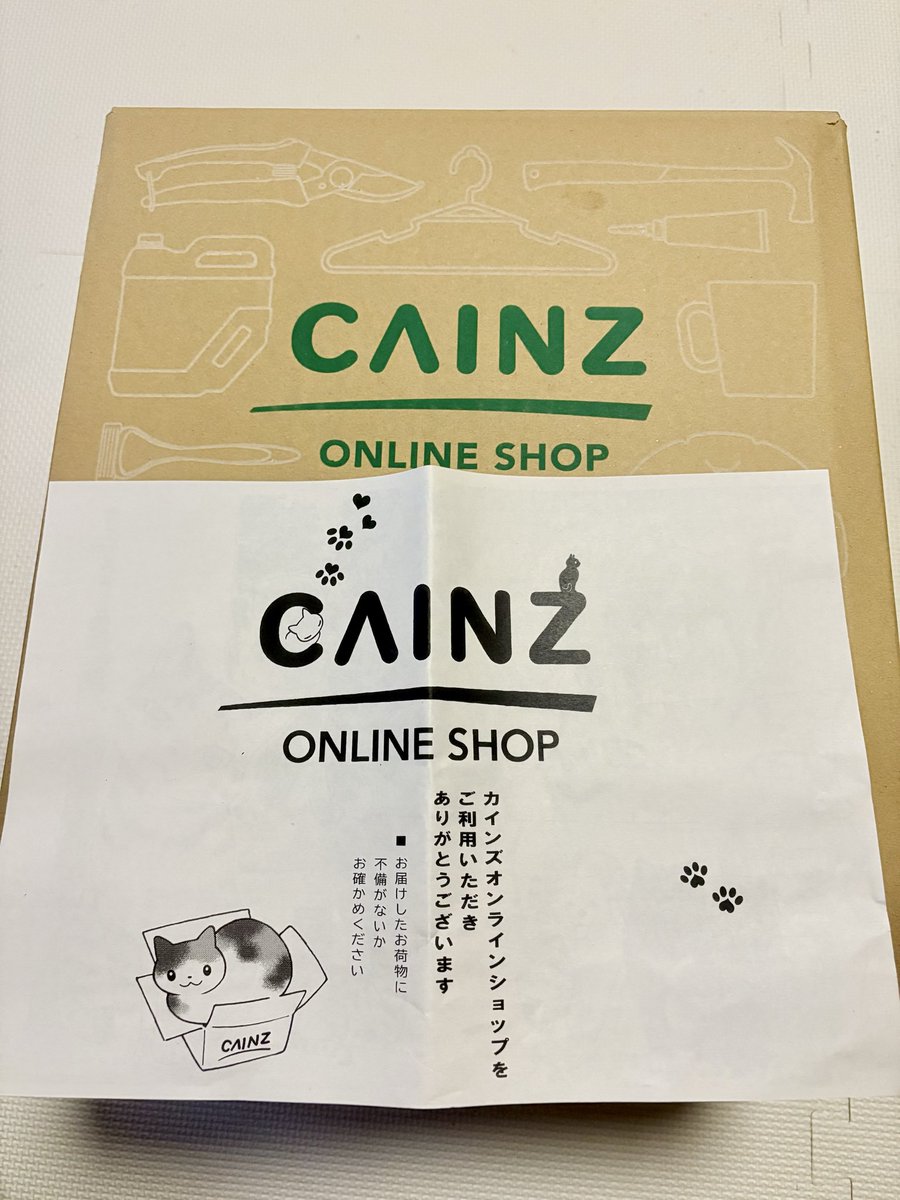 CAINZ
ONLINE SHOP
CAINZ
ONLINE SHOP
カインズオンラインショップを
ご利用いただき
ありがとうございます
■ お届けしたお荷物に
不備がないか
お確かめください
CAINZ